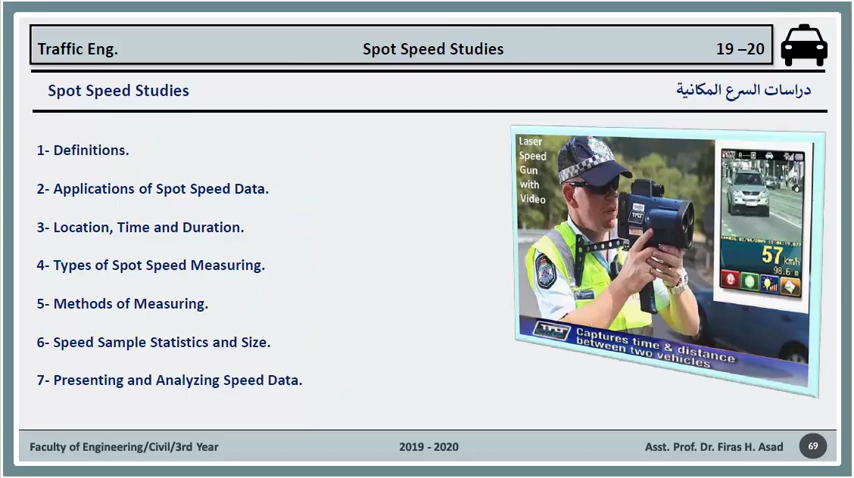 Traffic Eng. Spot Speed Studies 19 –20
Spot Speed Studies دراسات السرع المكانية
1- Definitions.
2- Applications of Spot Speed Data.
3- Location, Time and Duration.
4- Types of Spot Speed Measuring.
5- Methods of Measuring.
6- Speed Sample Statistics and Size.
7- Presenting and Analyzing Speed Data.
Laser
Speed
Gun
with
Video
57 km/h
98.6 m
Captures time & distance
between two vehicles
Faculty of Engineering/Civil/3rd Year 2019 - 2020 Asst. Prof. Dr. Firas H. Asad 69